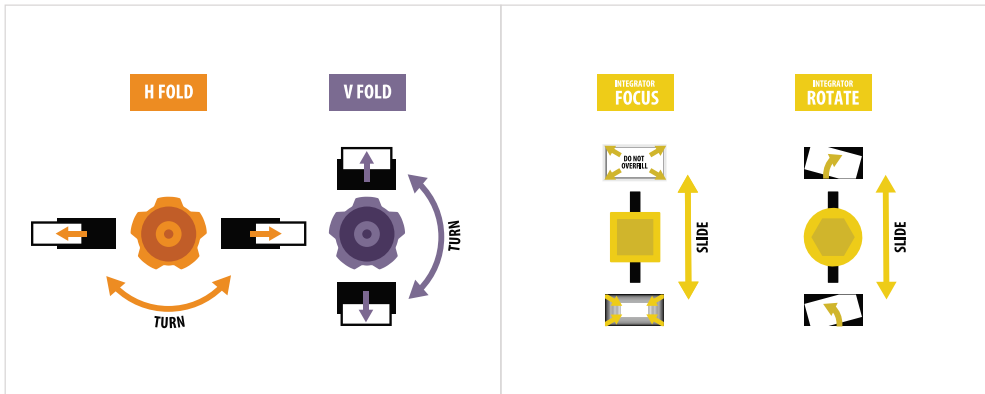 H FOLD
V FOLD
INTEGRATOR
FOCUS
INTEGRATOR
ROTATE
DO NOT
OVERFILL
TURN
TURN
SLIDE
SLIDE